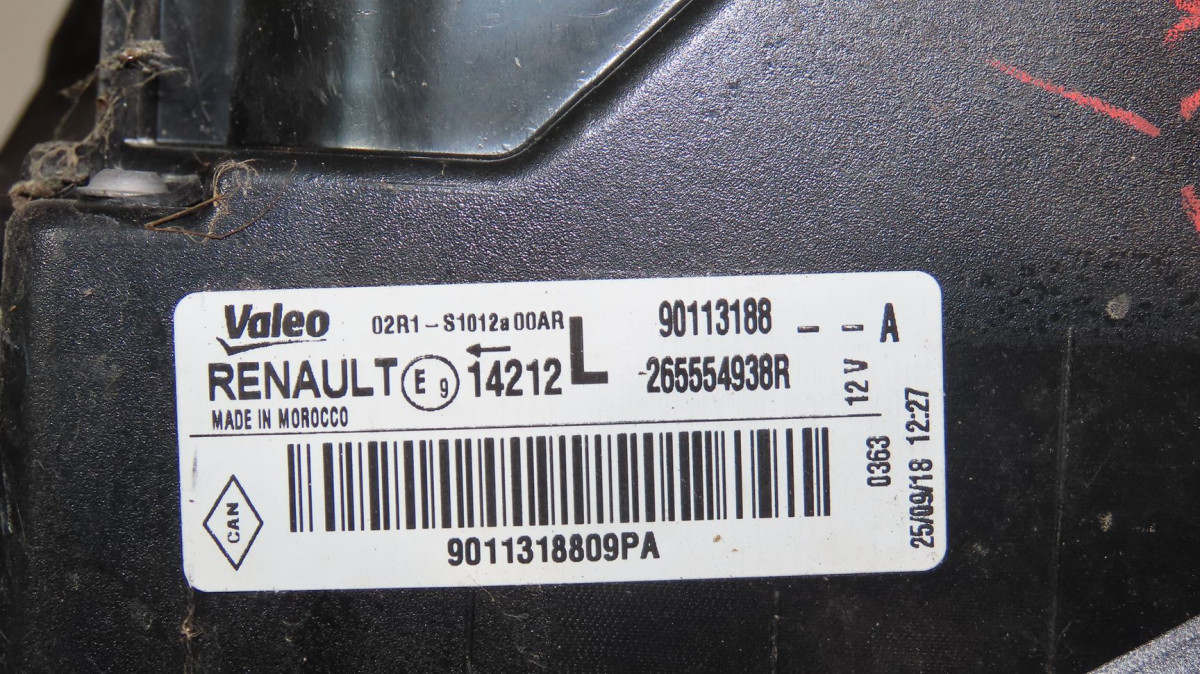 Valeo 02R1-S1012a00AR L 90113188 - - A
RENAULT E9 14212 265554938R
12 V
MADE IN MOROCCO
0363
25/09/18 12:27
CAN
9011318809PA